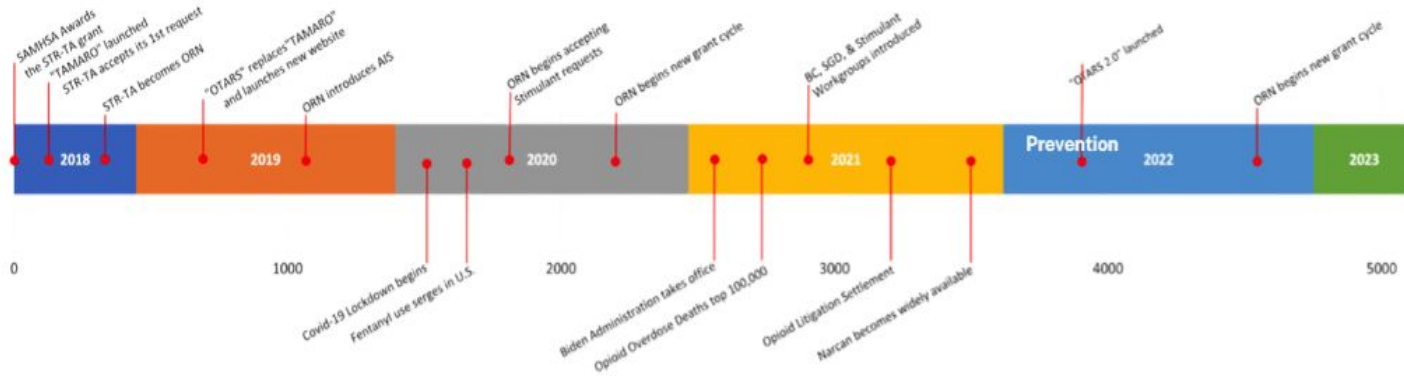 SAMHSA Awards
the STR-TA grant
"TAMARO" launched
STR-TA accepts its 1st request
STR-TA becomes ORN
"OTARS" replaces"TAMARO"
and launches new website
ORN introduces AIS
ORN begins accepting
Stimulant requests
ORN begins new grant cycle
BC, SGD, & Stimulant
Workgroups introduced
"OTARS 2.0" launched
ORN begins new grant cycle
2018
2019
2020
2021
Prevention
2022
2023
0
1000
2000
3000
4000
5000
Covid-19 Lockdown begins
Fentanyl use serges in U.S.
Biden Administration takes office
Opioid Overdose Deaths top 100,000
Opioid Litigation Settlement
Narcan becomes widely available